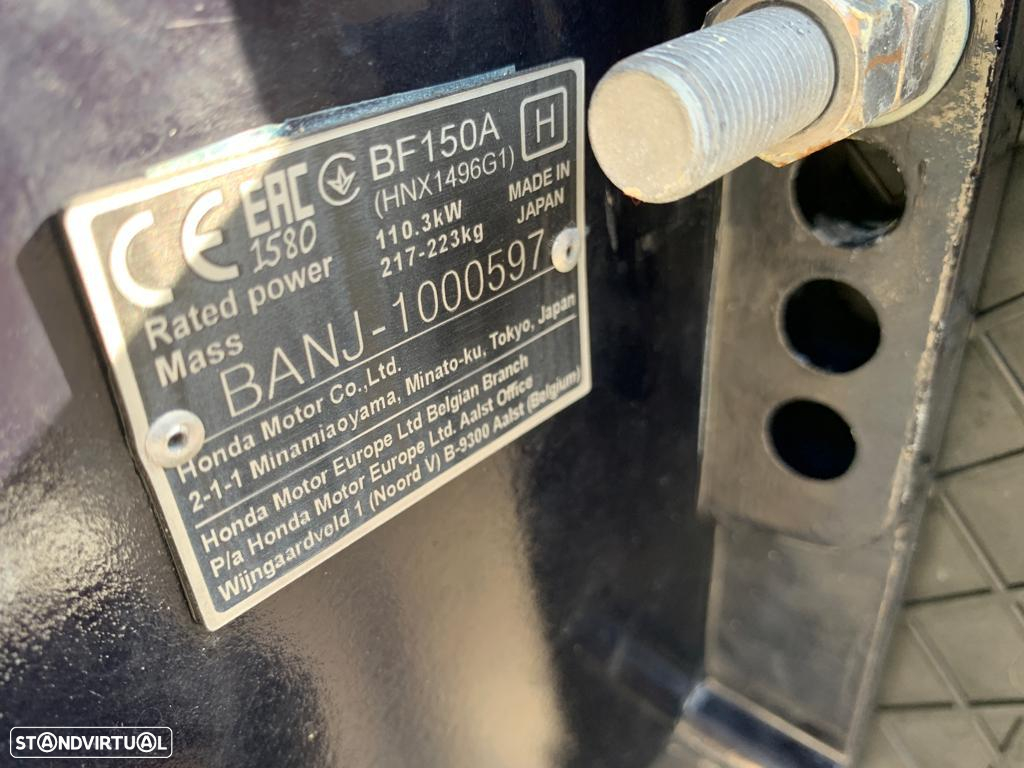 CE EAC BF150A H
1580 (HNX1496G1)
Rated power 110.3kW MADE IN
Mass 217-223kg JAPAN
BANJ-1000597
Honda Motor Co.,Ltd.
2-1-1 Minamiaoyama, Minato-ku, Tokyo, Japan
Honda Motor Europe Ltd Belgian Branch
P/a Honda Motor Europe Ltd. Aalst Office
Wijngaardveld 1 (Noord V) B-9300 Aalst (Belgium)
STANDVIRTUAL